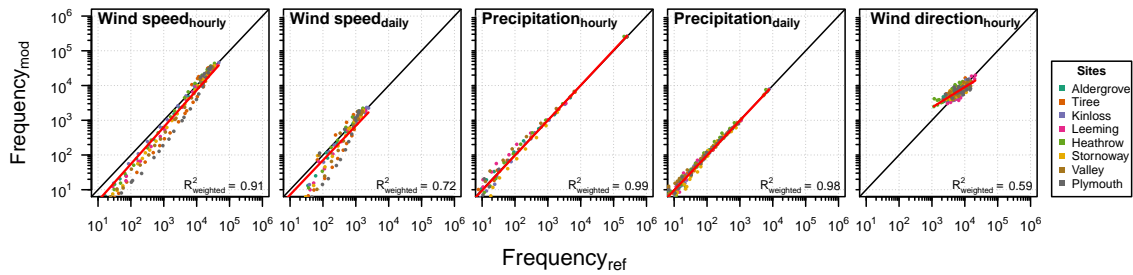 Wind speed_hourly Wind speed_daily Precipitation_hourly Precipitation_daily Wind direction_hourly
Frequency_mod
10^6
10^5
10^4
10^3
10^2
10^1
R^2_weighted = 0.91 R^2_weighted = 0.72 R^2_weighted = 0.99 R^2_weighted = 0.98 R^2_weighted = 0.59
10^1 10^2 10^3 10^4 10^5 10^6 10^1 10^2 10^3 10^4 10^5 10^6 10^1 10^2 10^3 10^4 10^5 10^6 10^1 10^2 10^3 10^4 10^5 10^6 10^1 10^2 10^3 10^4 10^5 10^6
Frequency_ref
Sites
Aldergrove
Tiree
Kinloss
Leeming
Heathrow
Stornoway
Valley
Plymouth